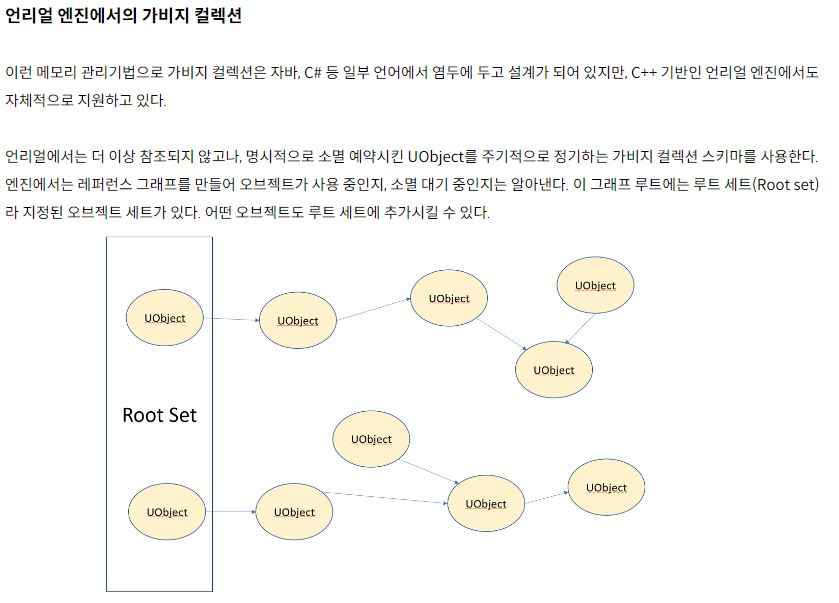 언리얼 엔진에서의 가비지 컬렉션
이런 메모리 관리기법으로 가비지 컬렉션은 자바, C# 등 일부 언어에서 염두에 두고 설계가 되어 있지만, C++ 기반인 언리얼 엔진에서도
자체적으로 지원하고 있다.
언리얼에서는 더 이상 참조되지 않고나, 명시적으로 소멸 예약시킨 UObject를 주기적으로 정기하는 가비지 컬렉션 스키마를 사용한다.
엔진에서는 레퍼런스 그래프를 만들어 오브젝트가 사용 중인지, 소멸 대기 중인지는 알아낸다. 이 그래프 루트에는 루트 세트(Root set)
라 지정된 오브젝트 세트가 있다. 어떤 오브젝트도 루트 세트에 추가시킬 수 있다.
UObject
UObject
UObject
UObject
UObject
Root Set
UObject
UObject
UObject
UObject
UObject